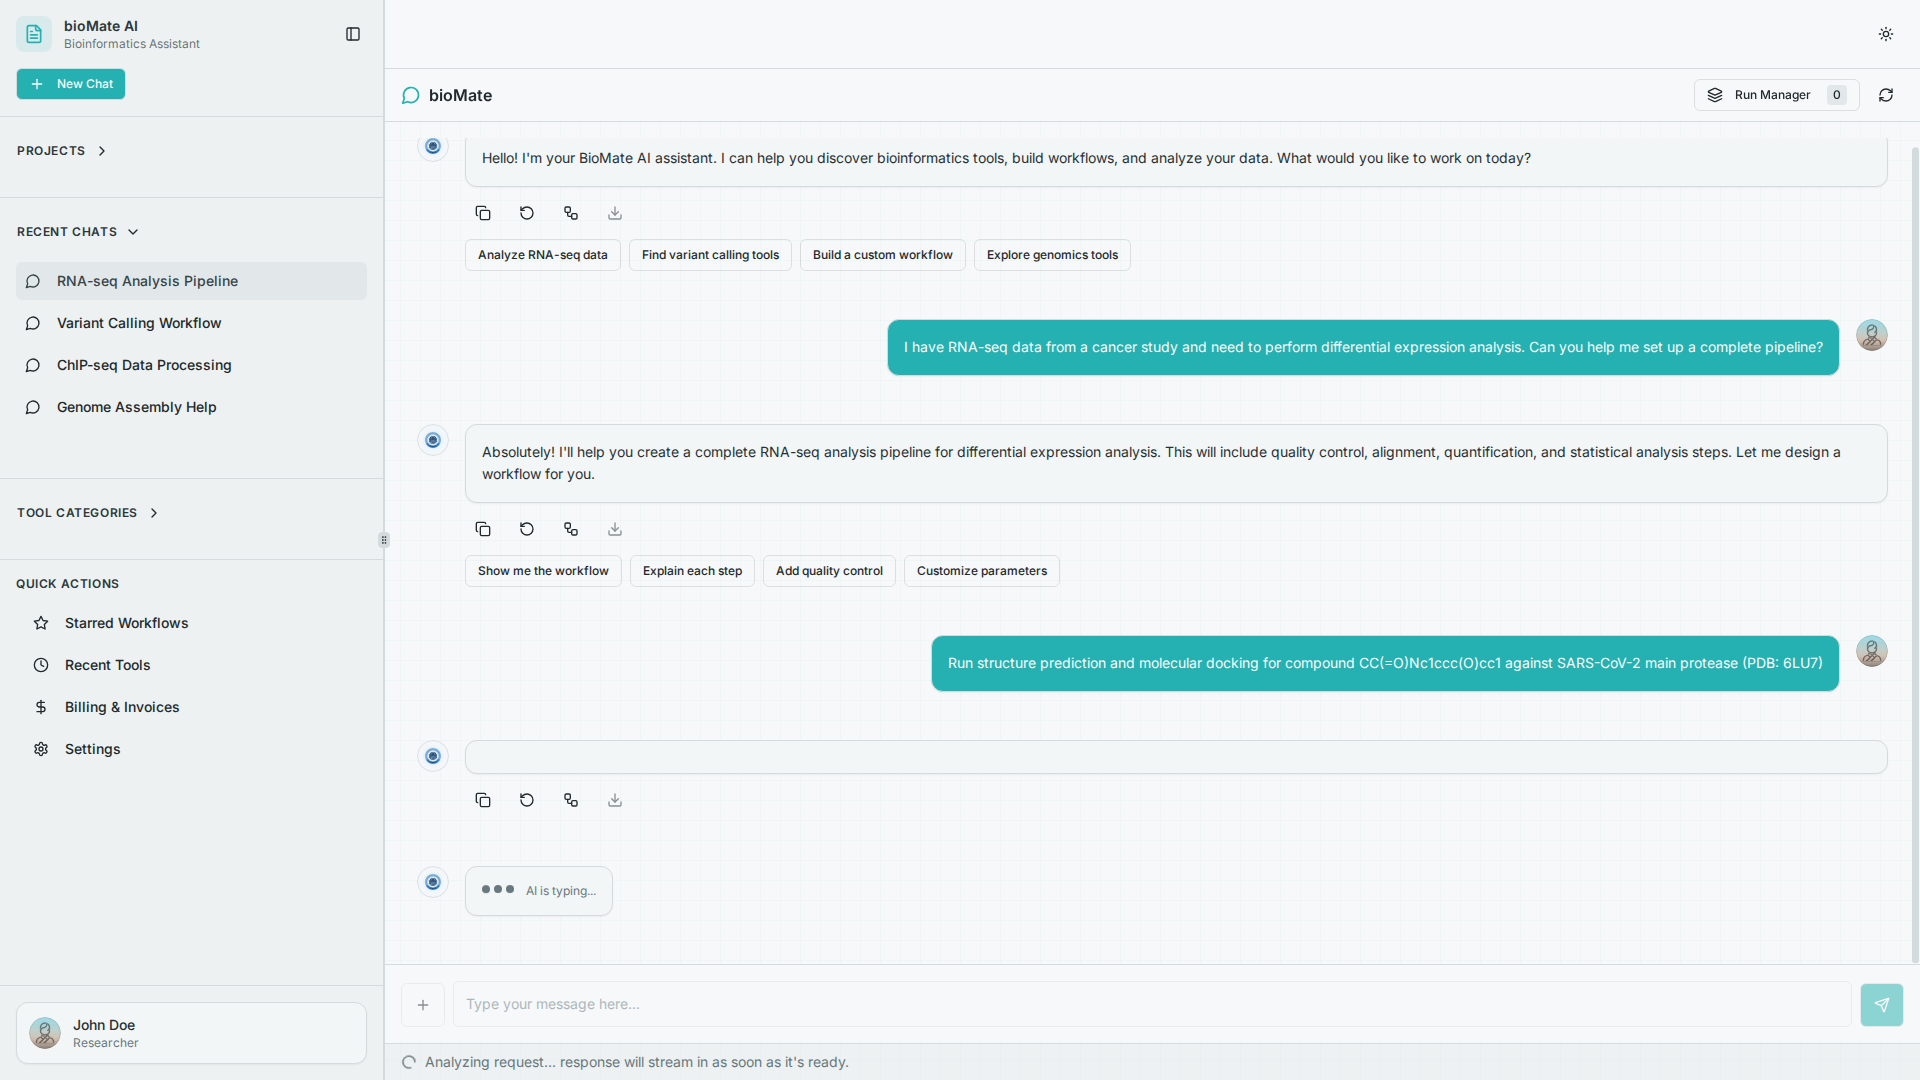 bioMate AI
Bioinformatics Assistant
New Chat
PROJECTS
RECENT CHATS
RNA-seq Analysis Pipeline
Variant Calling Workflow
ChIP-seq Data Processing
Genome Assembly Help
TOOL CATEGORIES
QUICK ACTIONS
Starred Workflows
Recent Tools
Billing & Invoices
Settings
John Doe
Researcher
bioMate
Run Manager 0
Hello! I'm your BioMate AI assistant. I can help you discover bioinformatics tools, build workflows, and analyze your data. What would you like to work on today?
Analyze RNA-seq data
Find variant calling tools
Build a custom workflow
Explore genomics tools
I have RNA-seq data from a cancer study and need to perform differential expression analysis. Can you help me set up a complete pipeline?
Absolutely! I'll help you create a complete RNA-seq analysis pipeline for differential expression analysis. This will include quality control, alignment, quantification, and statistical analysis steps. Let me design a
workflow for you.
Show me the workflow
Explain each step
Add quality control
Customize parameters
Run structure prediction and molecular docking for compound CC(=O)Nc1ccc(O)cc1 against SARS-CoV-2 main protease (PDB: 6LU7)
AI is typing...
Type your message here...
Analyzing request... response will stream in as soon as it's ready.